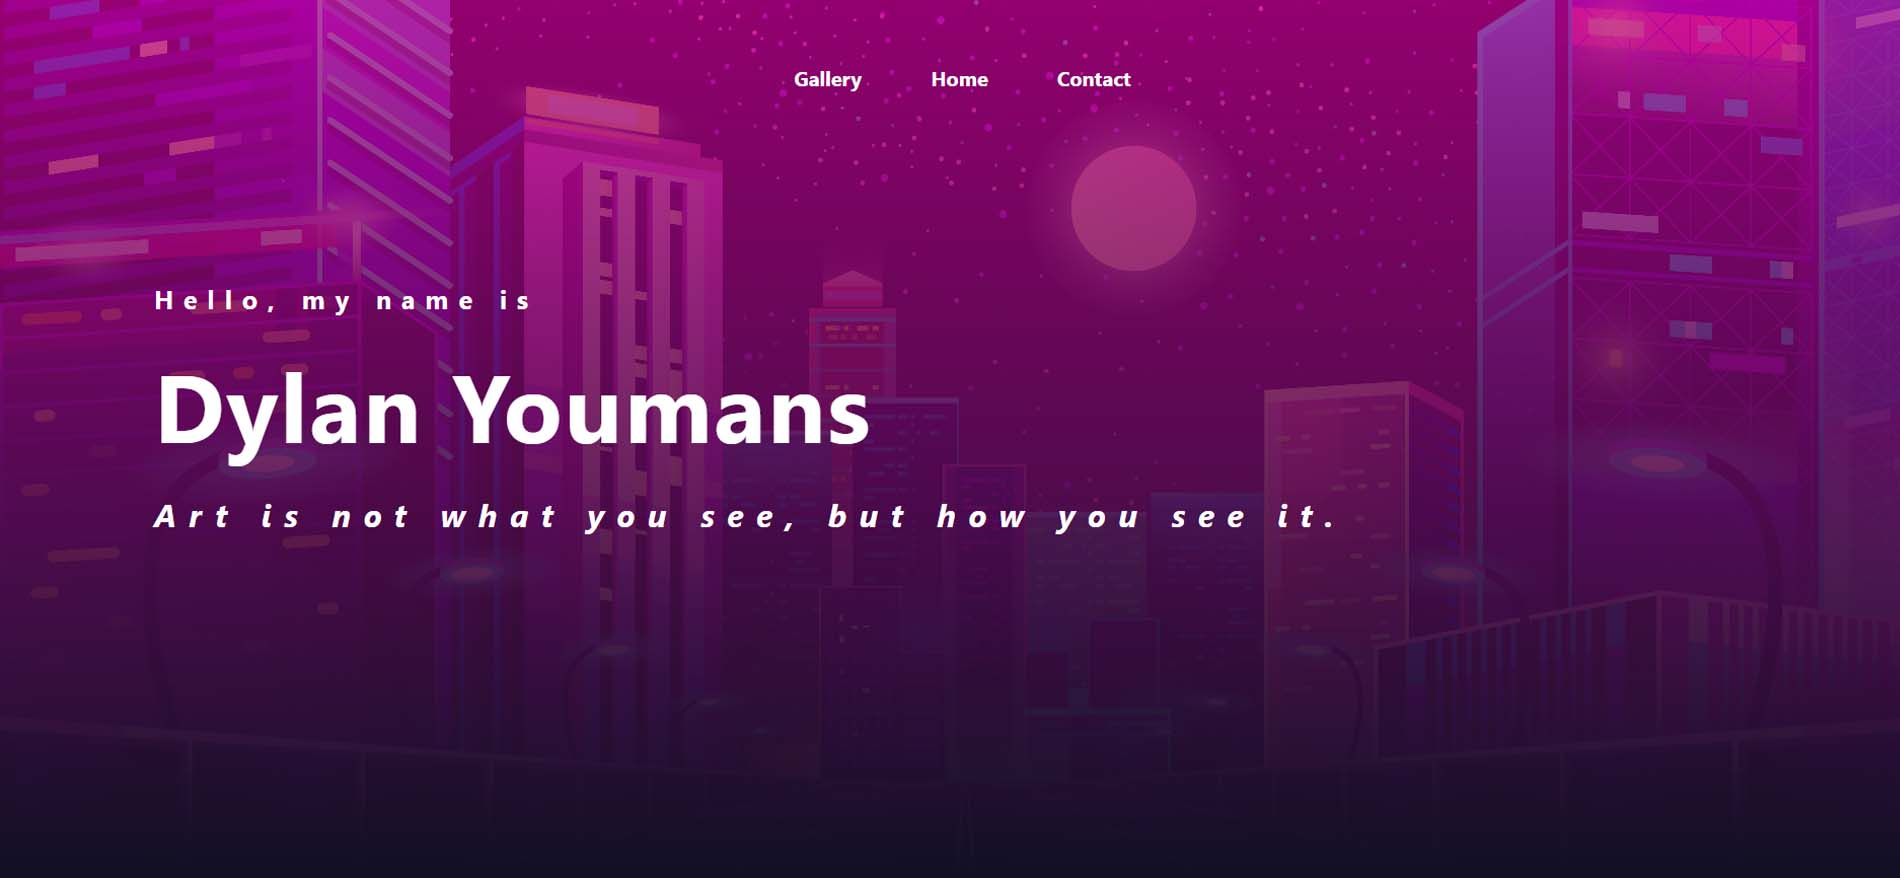 Gallery Home Contact
Hello, my name is
Dylan Youmans
Art is not what you see, but how you see it.